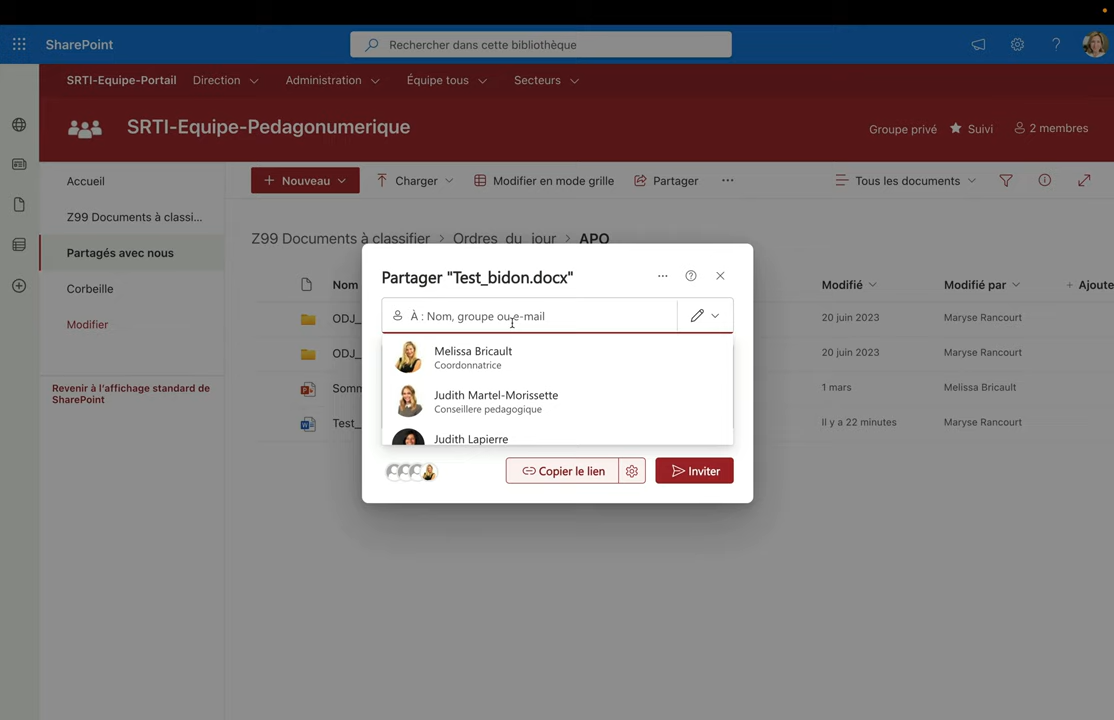 SharePoint
Rechercher dans cette bibliothèque
SRTI-Equipe-Portail Direction Administration Équipe tous Secteurs
SRTI-Equipe-Pedagonumerique
Groupe privé Suivi 2 membres
Accueil
Z99 Documents à classi...
Partagés avec nous
Corbeille
Modifier
Revenir à l'affichage standard de
SharePoint
Nouveau Charger Modifier en mode grille Partager ... Tous les documents
Z99 Documents à classifier > Ordres_du_jour > APO
Nom Modifié Modifié par + Ajoute
ODJ_ 20 juin 2023 Maryse Rancourt
ODJ_ 20 juin 2023 Maryse Rancourt
Somm 1 mars Melissa Bricault
Test_ Il y a 22 minutes Maryse Rancourt
Partager "Test_bidon.docx"
À : Nom, groupe ou e-mail
Melissa Bricault
Coordonnatrice
Judith Martel-Morissette
Conseillere pedagogique
Judith Lapierre
Copier le lien
Inviter